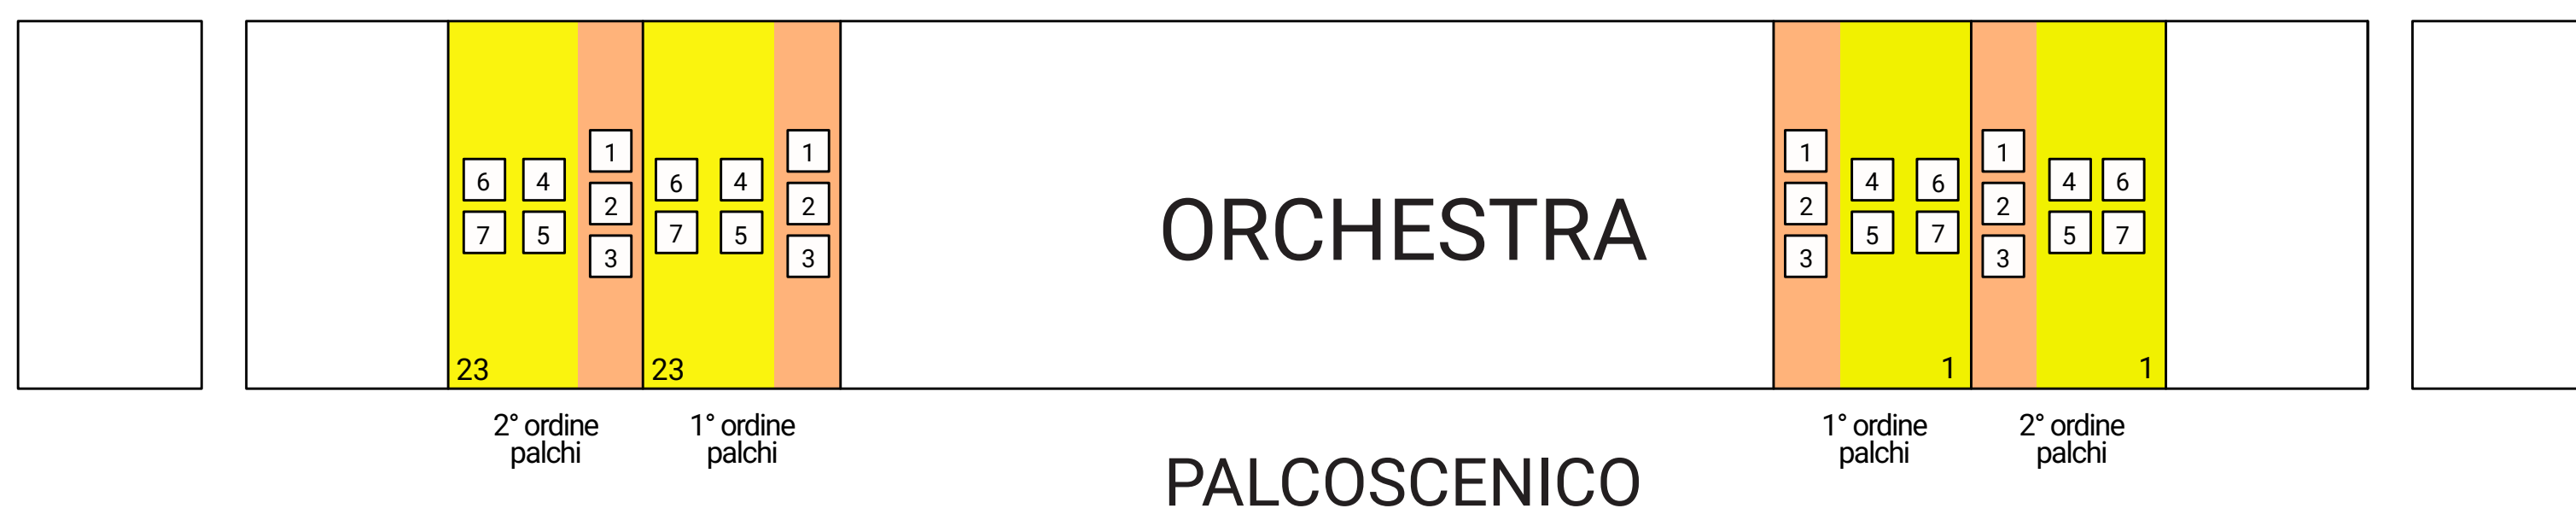 1 1 1 1
6 4 6 4 4 6 4 6
2 2 ORCHESTRA 2 2
7 5 7 5 5 7 5 7
3 3 3 3
23 23 1 1
2° ordine 1° ordine 1° ordine 2° ordine
palchi palchi palchi palchi
PALCOSCENICO